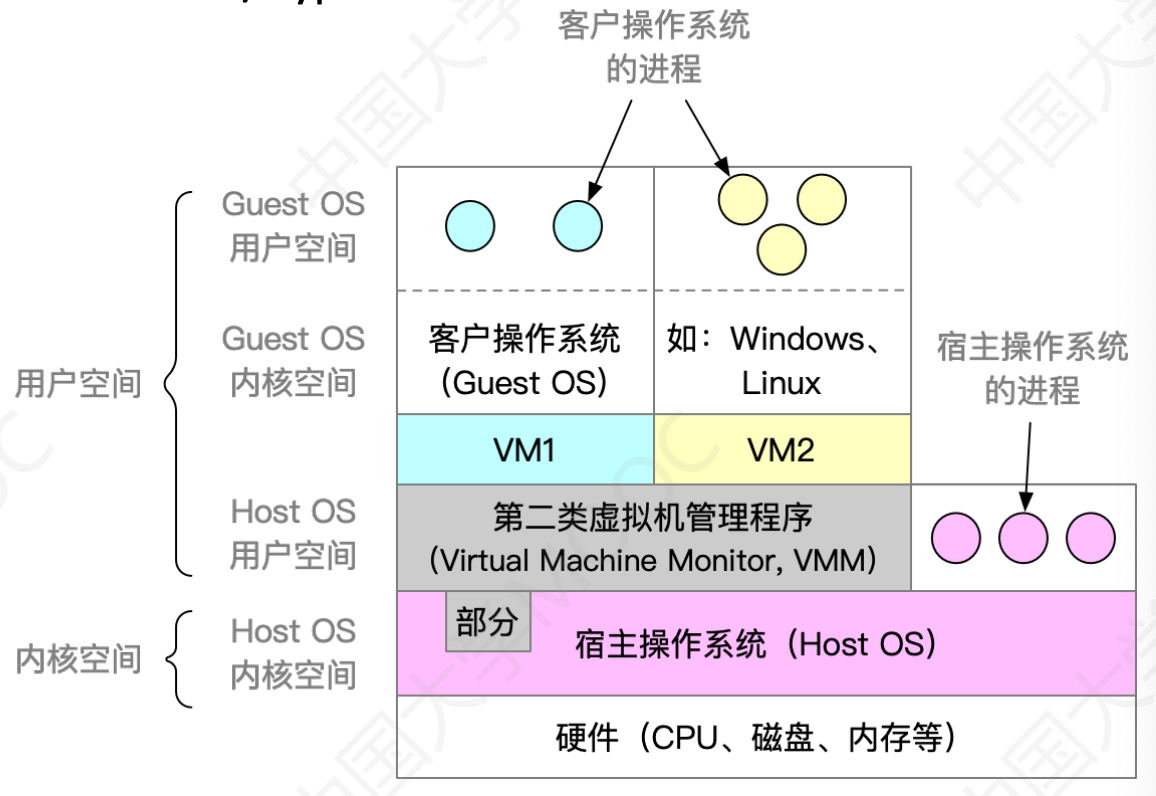 客户操作系统
的进程
Guest OS
用户空间
Guest OS
内核空间
客户操作系统
（Guest OS）
如：Windows、
Linux
宿主操作系统
的进程
用户空间
VM1
VM2
Host OS
用户空间
第二类虚拟机管理程序
（Virtual Machine Monitor, VMM）
部分
Host OS
内核空间
内核空间
宿主操作系统（Host OS）
硬件（CPU、磁盘、内存等）